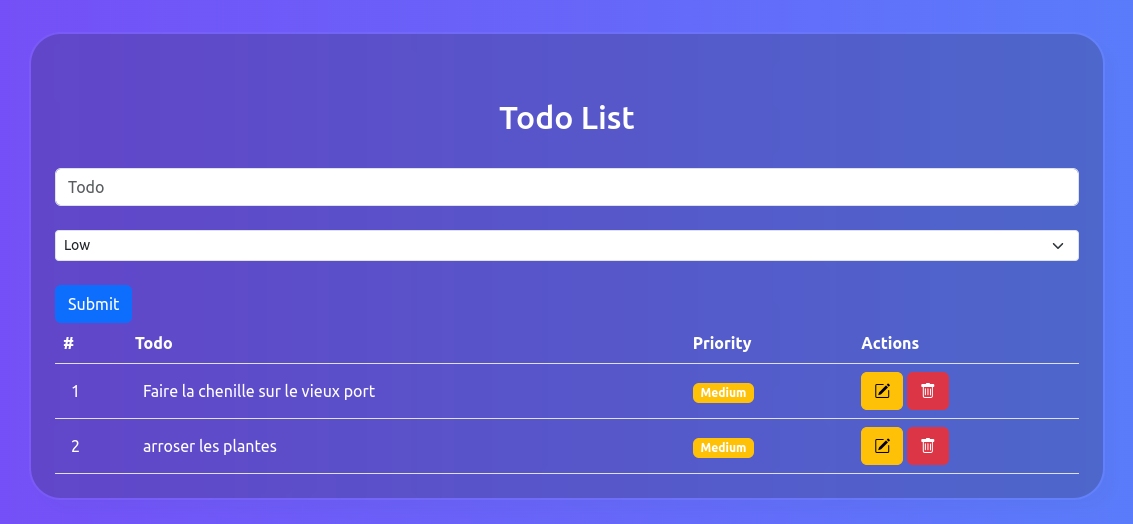 Todo List
Todo
Low
Submit
# Todo Priority Actions
1 Faire la chenille sur le vieux port Medium
2 arroser les plantes Medium